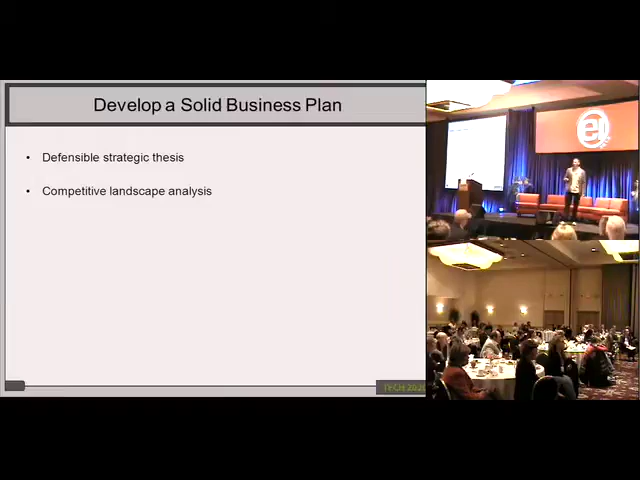 Develop a Solid Business Plan
• Defensible strategic thesis
• Competitive landscape analysis